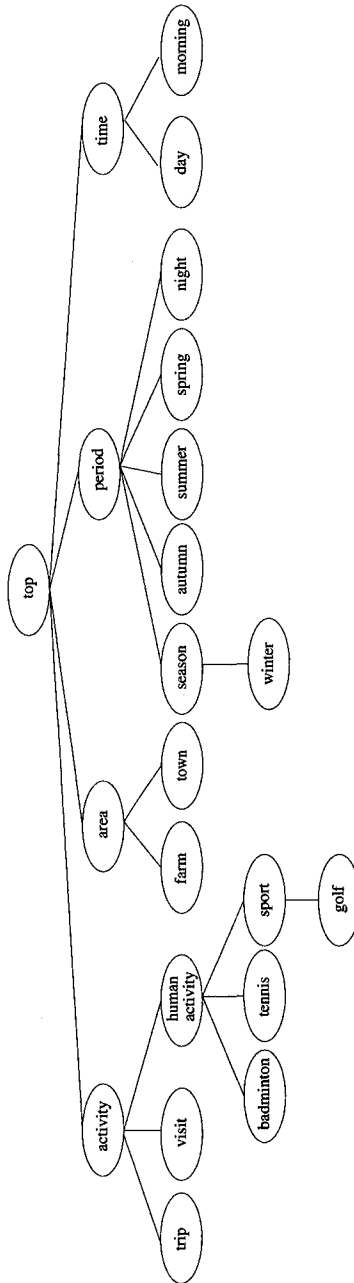 top
activity
area
period
time
trip
visit
human
activity
farm
town
season
autumn
summer
spring
night
day
morning
badminton
tennis
sport
winter
golf